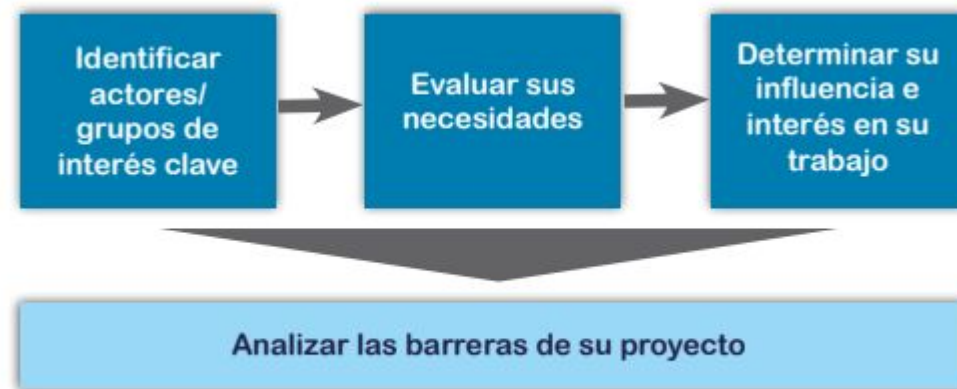 Identificar
actores/
grupos de
interés clave
Evaluar sus
necesidades
Determinar su
influencia e
interés en su
trabajo
Analizar las barreras de su proyecto